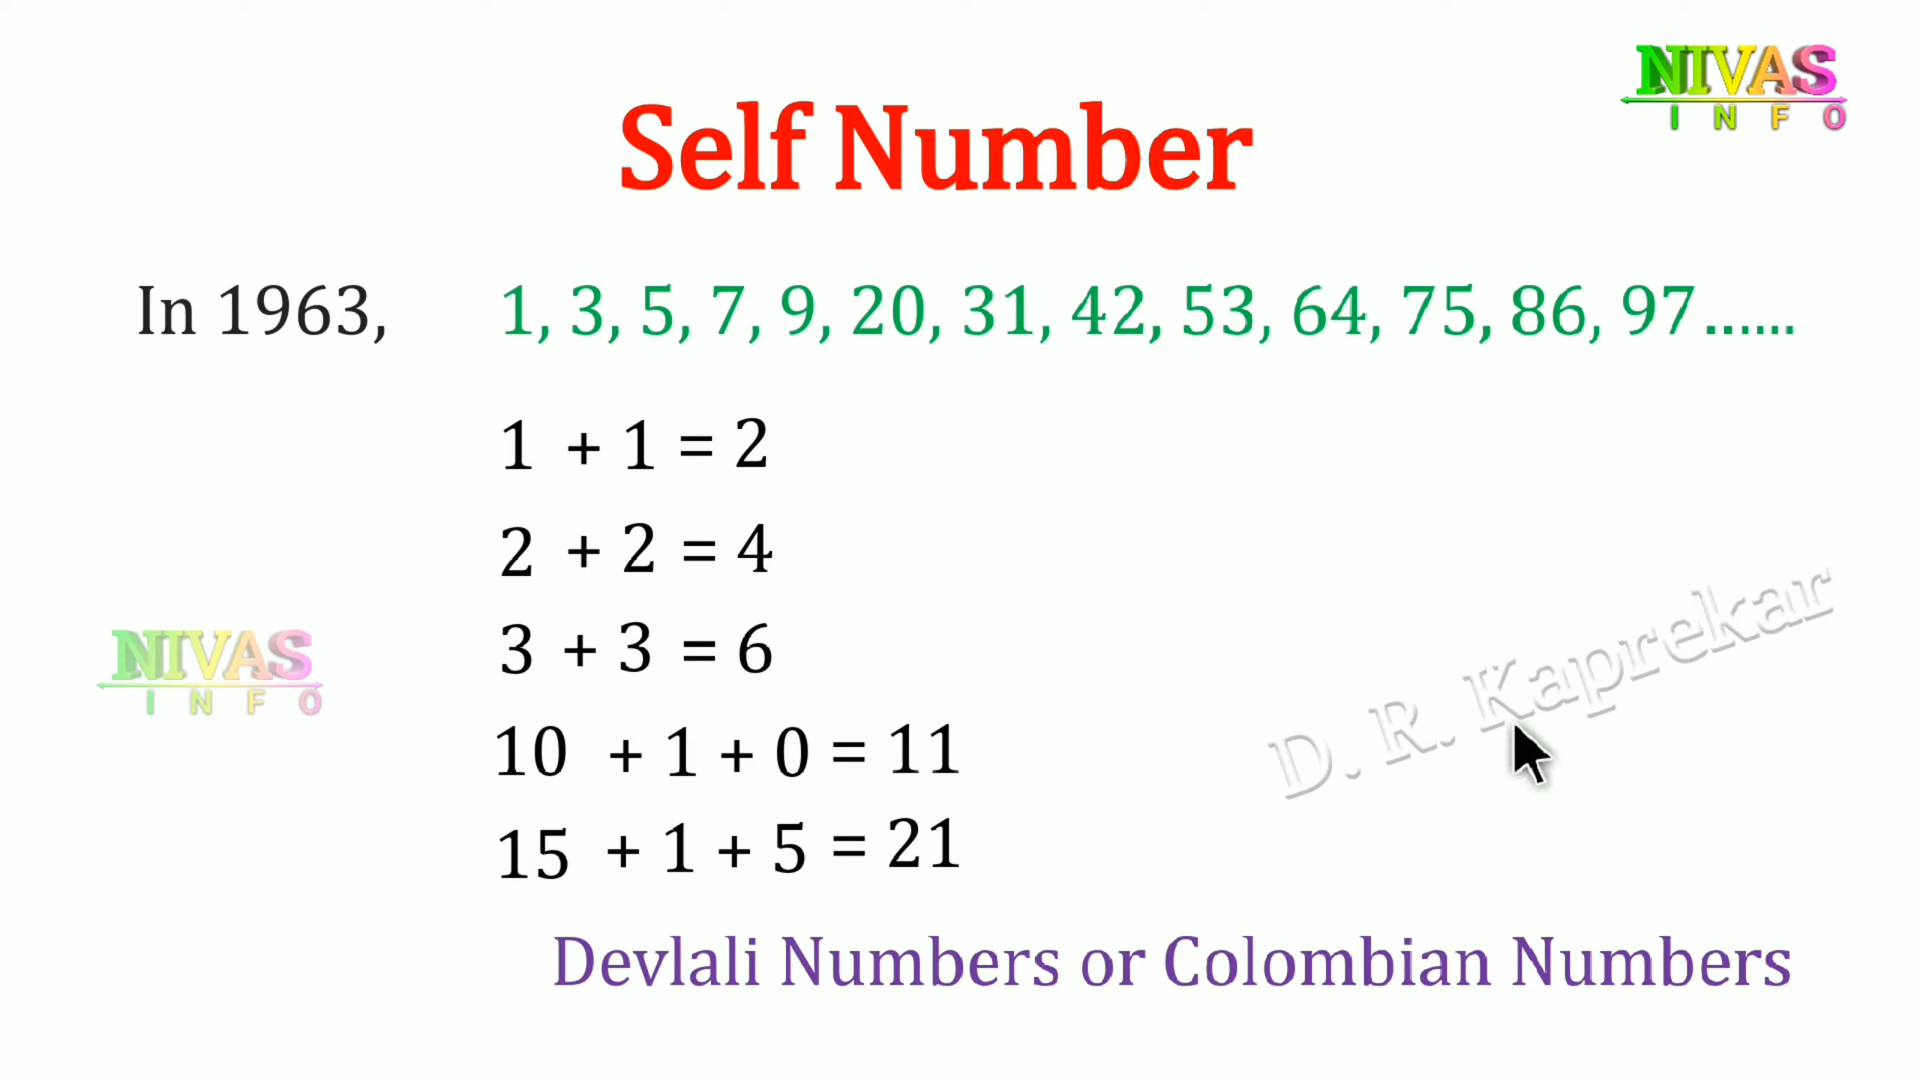 NIVAS
INFO
Self Number
In 1963, 1, 3, 5, 7, 9, 20, 31, 42, 53, 64, 75, 86, 97......
1 + 1 = 2
2 + 2 = 4
3 + 3 = 6
NIVAS
INFO
D. R. Kaprekar
10 + 1 + 0 = 11
15 + 1 + 5 = 21
Devlali Numbers or Colombian Numbers